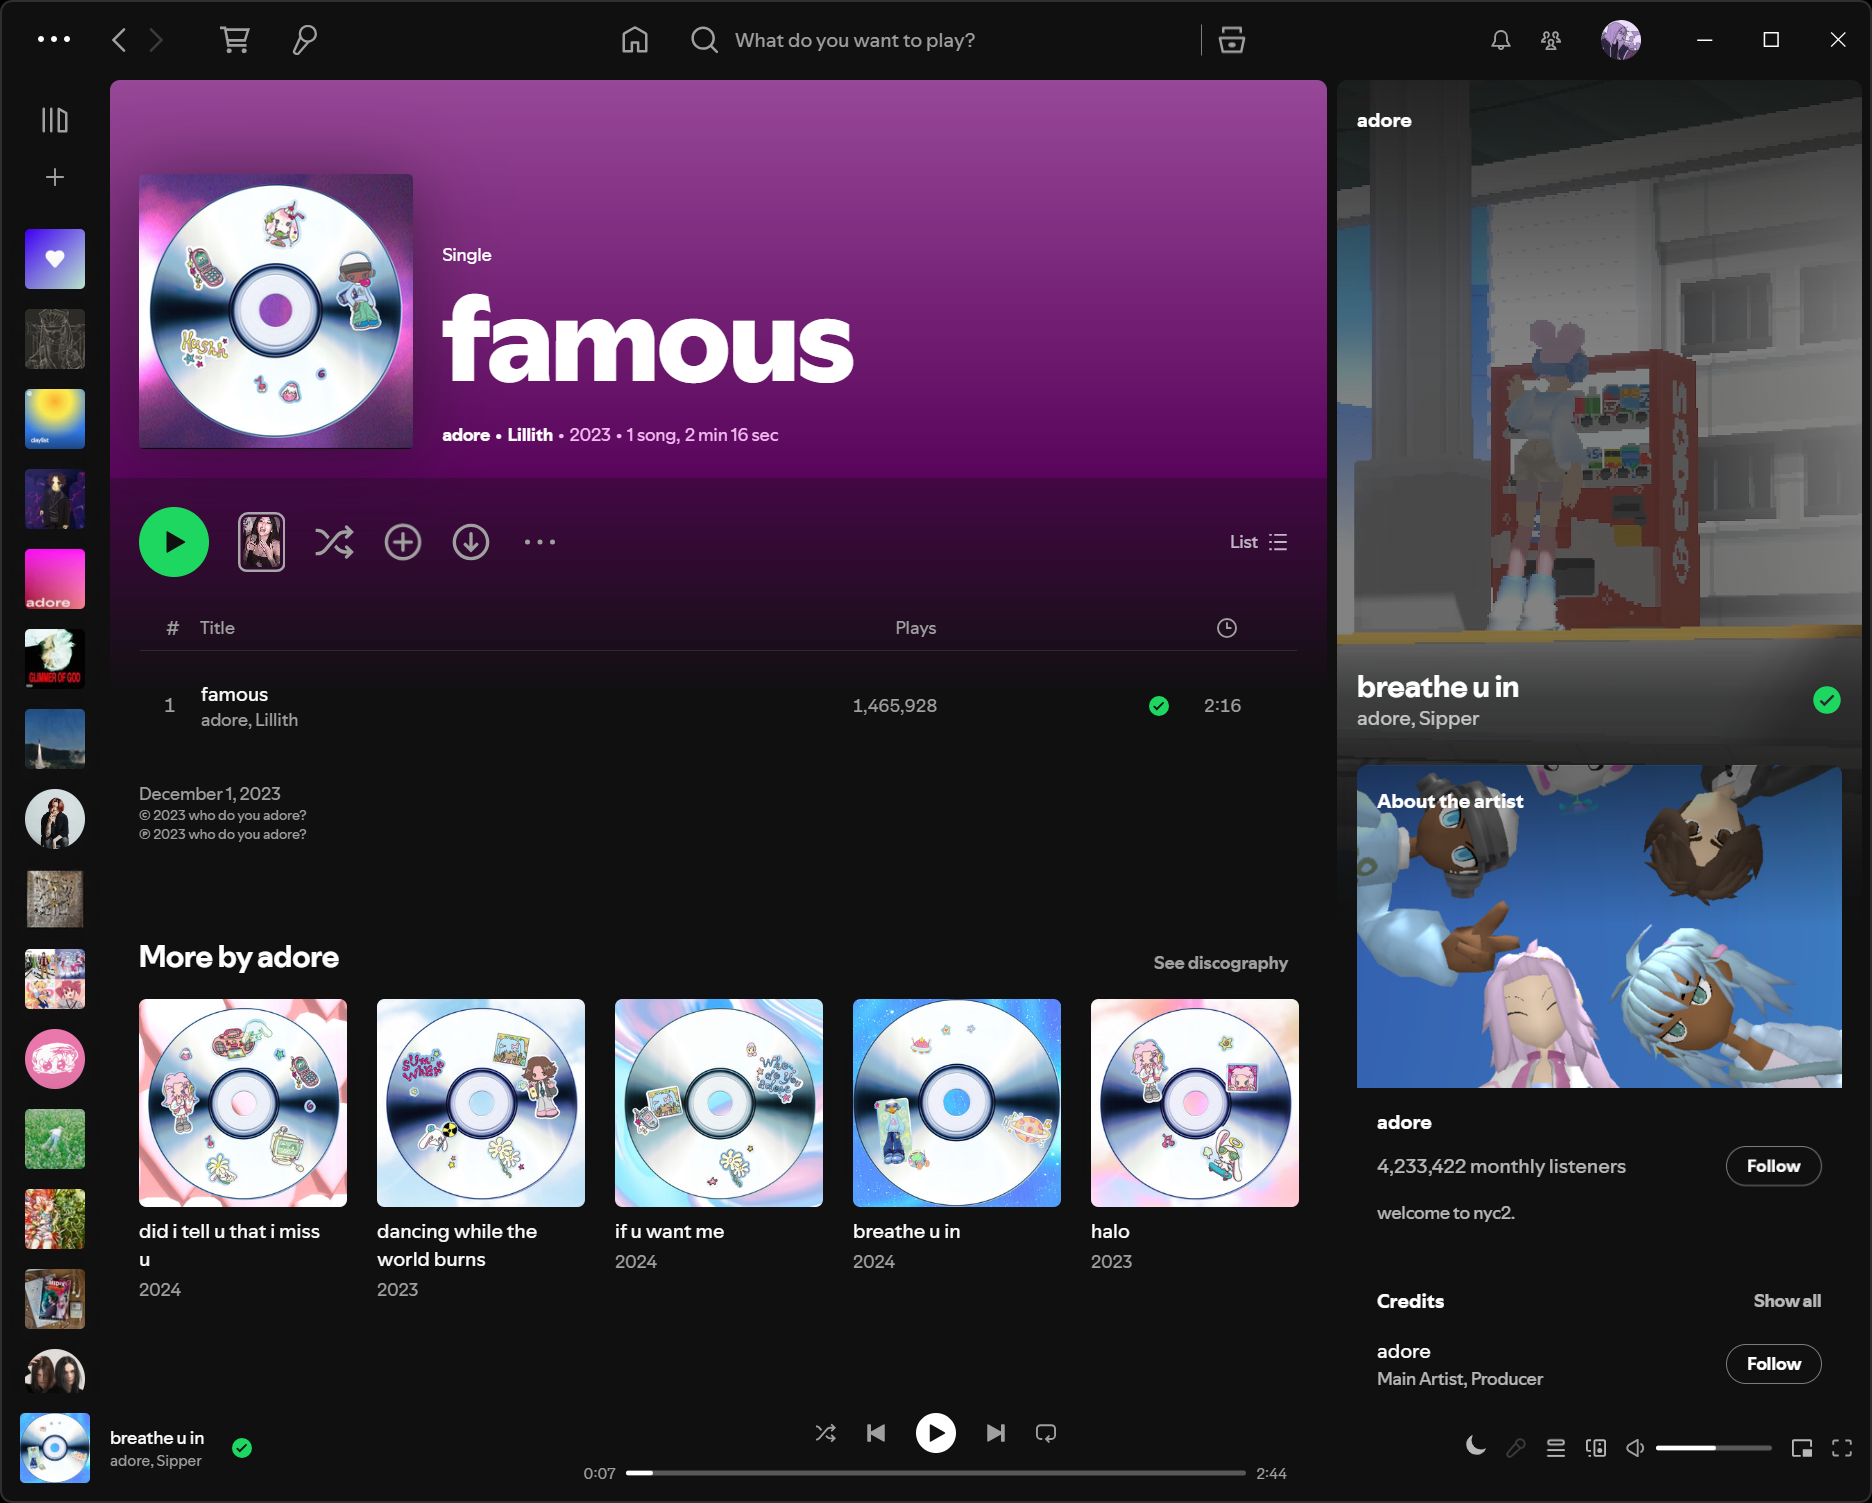 What do you want to play?
daylist
adore
GLIMMER OF GOD
Single
famous
adore • Lillith • 2023 • 1 song, 2 min 16 sec
List
# Title Plays
1 famous 1,465,928 2:16
adore, Lillith
December 1, 2023
© 2023 who do you adore?
℗ 2023 who do you adore?
More by adore
See discography
did i tell u that i miss
u
2024
dancing while the
world burns
2023
if u want me
2024
breathe u in
2024
halo
2023
adore
breathe u in
adore, Sipper
About the artist
adore
4,233,422 monthly listeners
Follow
welcome to nyc2.
Credits
Show all
adore
Main Artist, Producer
Follow
breathe u in
adore, Sipper
0:07
2:44